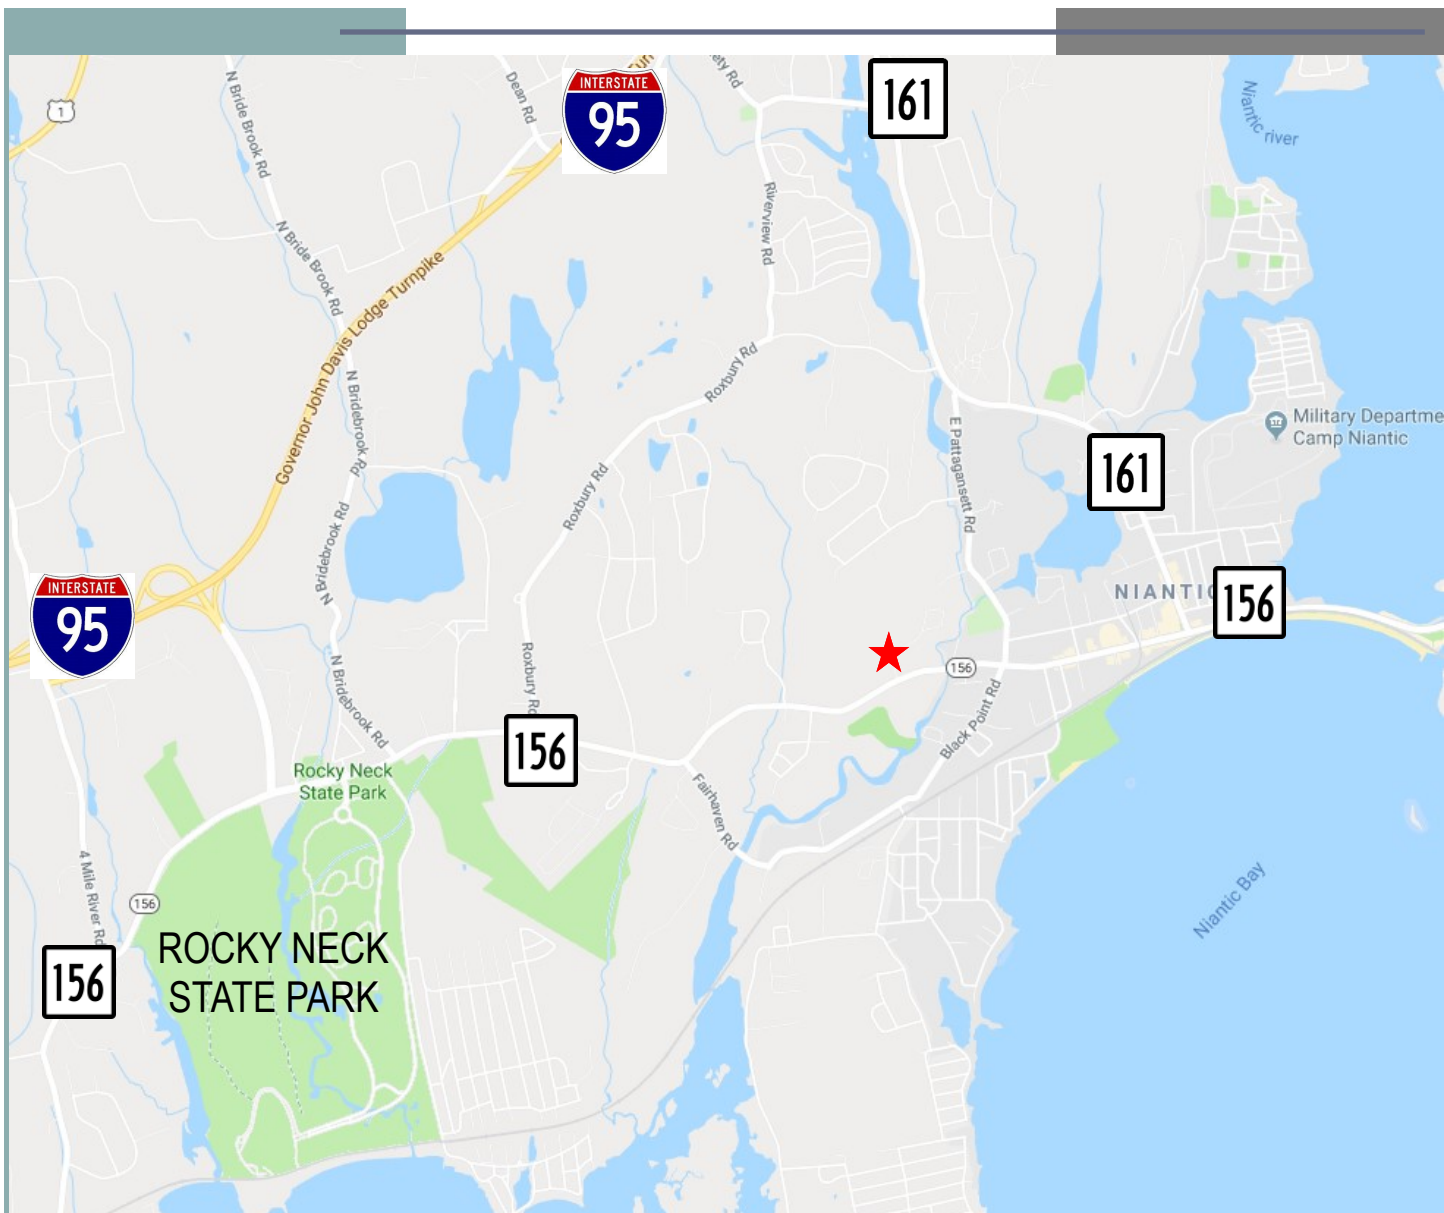 1
N Bride Brook Rd
Dean Rd
INTERSTATE
95
161
Niantic river
Riverview Rd
N Bride Brook Rd
Governor John Davis Lodge Turnpike
Roxbury Rd
N Bridebrook Rd
E Pattagansett Rd
Military Departme
Camp Niantic
161
Roxbury Rd
N Bridebrook Rd
INTERSTATE
95
NIANTIC
156
Roxbury Rd
N Bridebrook Rd
156
Black Point Rd
156
Rocky Neck
State Park
Fairhaven Rd
4 Mile River Rd
156
Niantic Bay
ROCKY NECK
STATE PARK
156